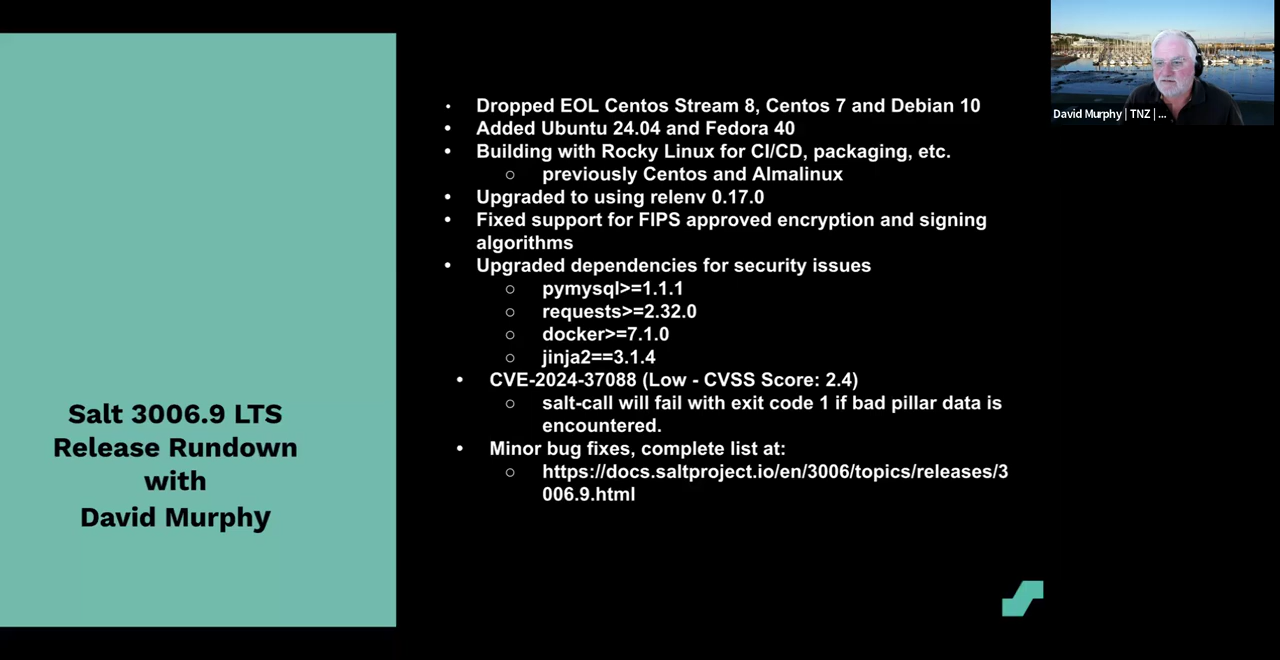 Salt 3006.9 LTS
Release Rundown
with
David Murphy
• Dropped EOL Centos Stream 8, Centos 7 and Debian 10
• Added Ubuntu 24.04 and Fedora 40
• Building with Rocky Linux for CI/CD, packaging, etc.
○ previously Centos and Almalinux
• Upgraded to using relenv 0.17.0
• Fixed support for FIPS approved encryption and signing
algorithms
• Upgraded dependencies for security issues
○ pymysql>=1.1.1
○ requests>=2.32.0
○ docker>=7.1.0
○ jinja2==3.1.4
• CVE-2024-37088 (Low - CVSS Score: 2.4)
○ salt-call will fail with exit code 1 if bad pillar data is
encountered.
• Minor bug fixes, complete list at:
○ https://docs.saltproject.io/en/3006/topics/releases/3
006.9.html
David Murphy | TNZ | ...